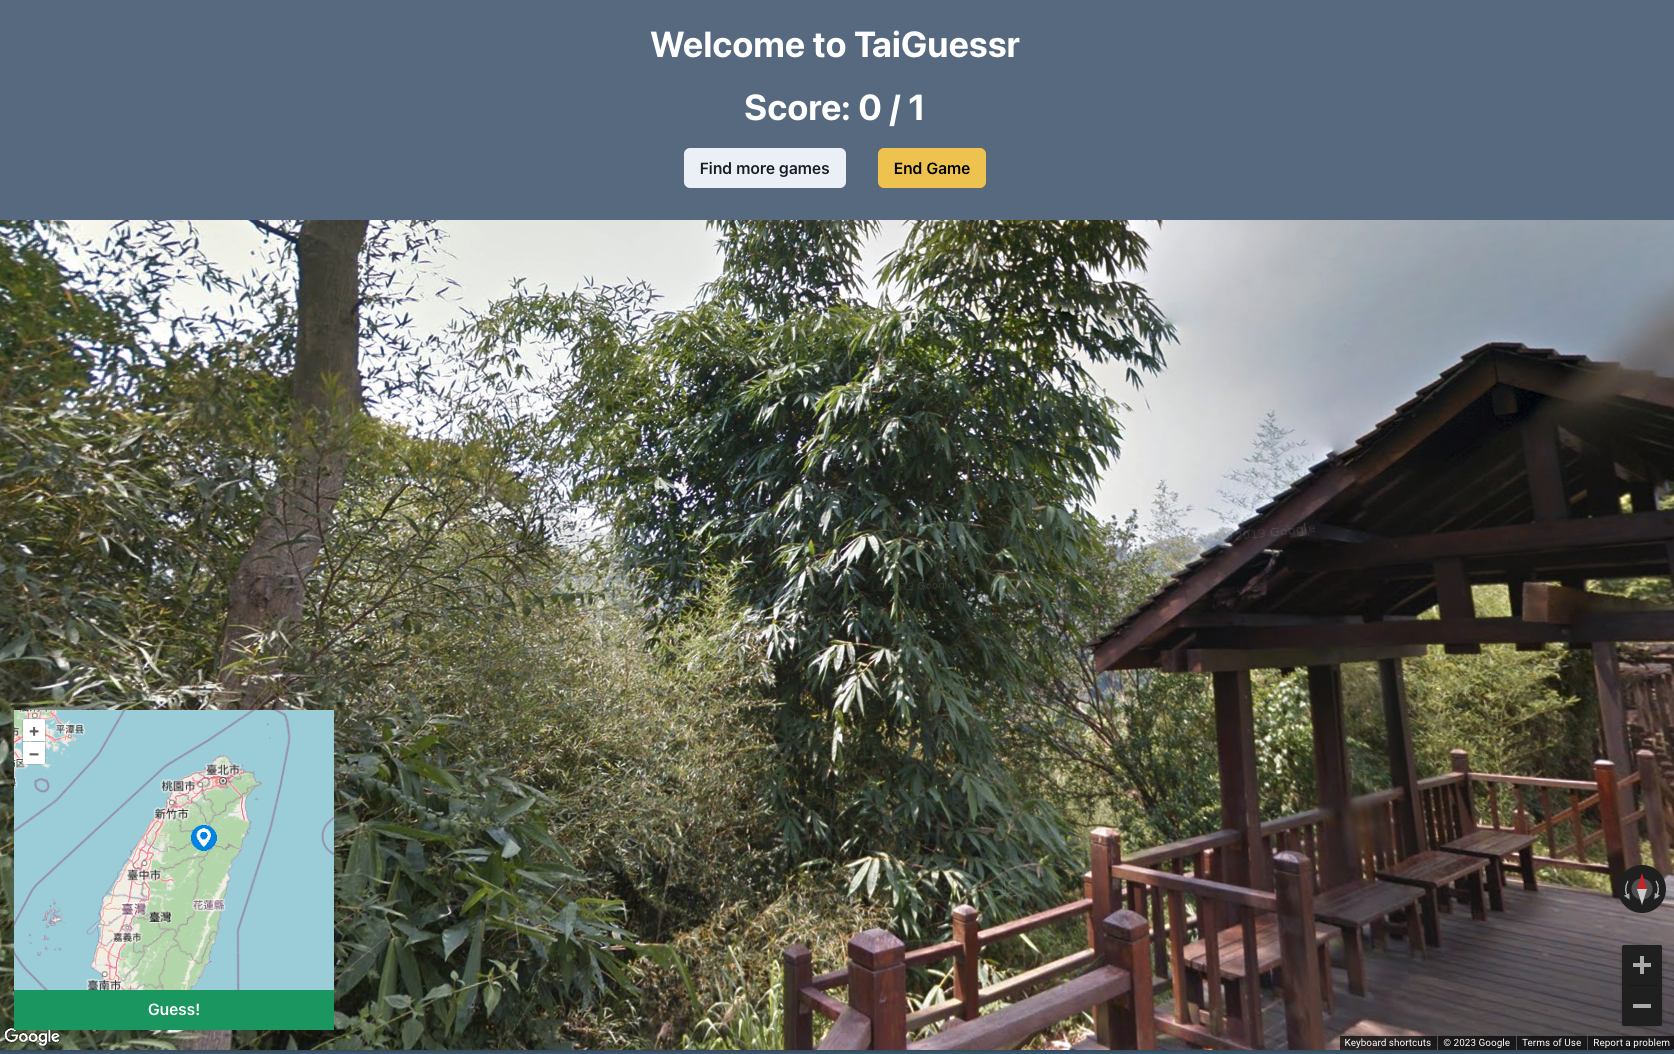 Welcome to TaiGuessr
Score: 0 / 1
Find more games
End Game
平潭县
臺北市
桃園市
新竹市
臺中市
臺灣
臺灣
花蓮縣
嘉義市
臺南市
Guess!
Google
Keyboard shortcuts
© 2023 Google
Terms of Use
Report a problem